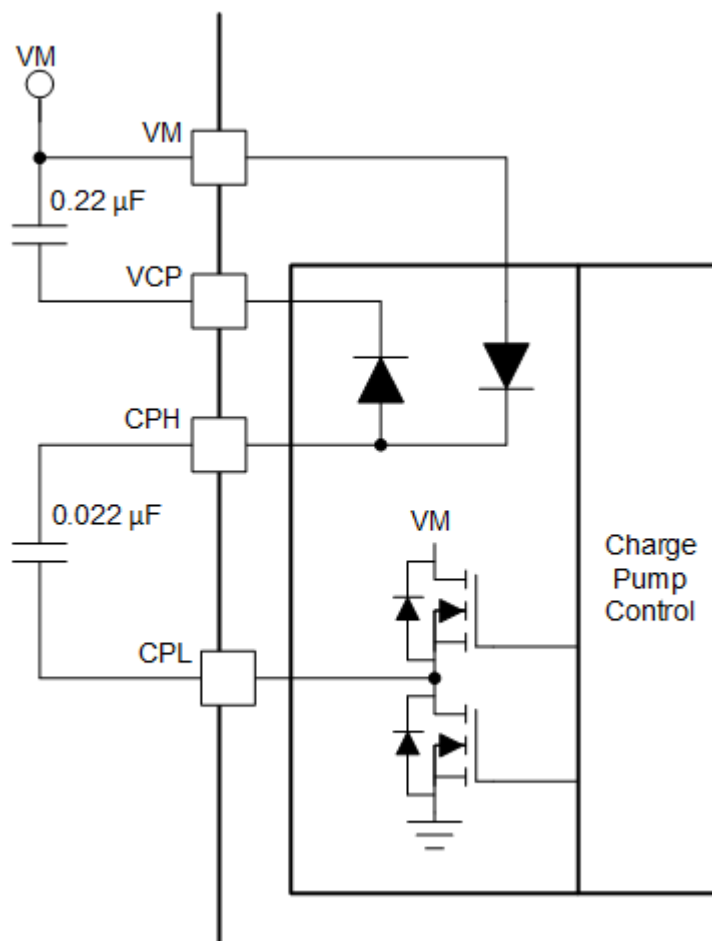 VM
VM
0.22 µF
VCP
CPH
0.022 µF
VM
Charge
Pump
Control
CPL